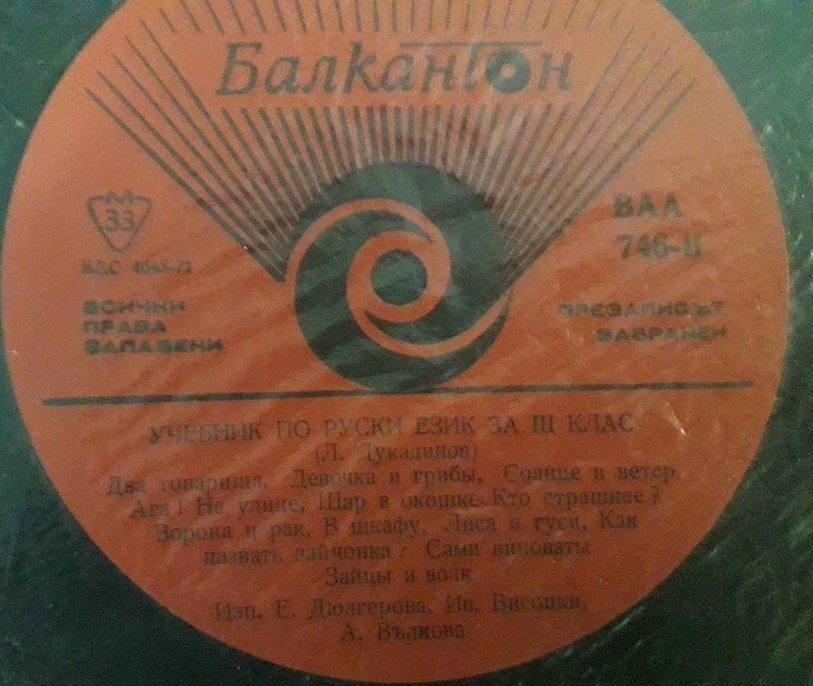 Балкантон
33
ВАА
746-II
БДС
ВСИЧКИ
ПРАВА
ЗАПАЗЕНИ
ПРЕЗАПИСЪТ
ЗАБРАНЕН
УЧЕБНИК ПО РУСКИ ЕЗИК ЗА III КЛАС
(Л. Дукадинов)
Два товарища, Девочка и грибы, Солнце и ветер,
Ага! На улице, Шар в окошке, Кто страшнее?
Ворона и рак, В шкафу, Лиса и гуси, Как
назвать зайчонка? Сами виноваты
Зайцы и волк
Изп. Е. Дюлгерова, Ив.
А. Вълкова